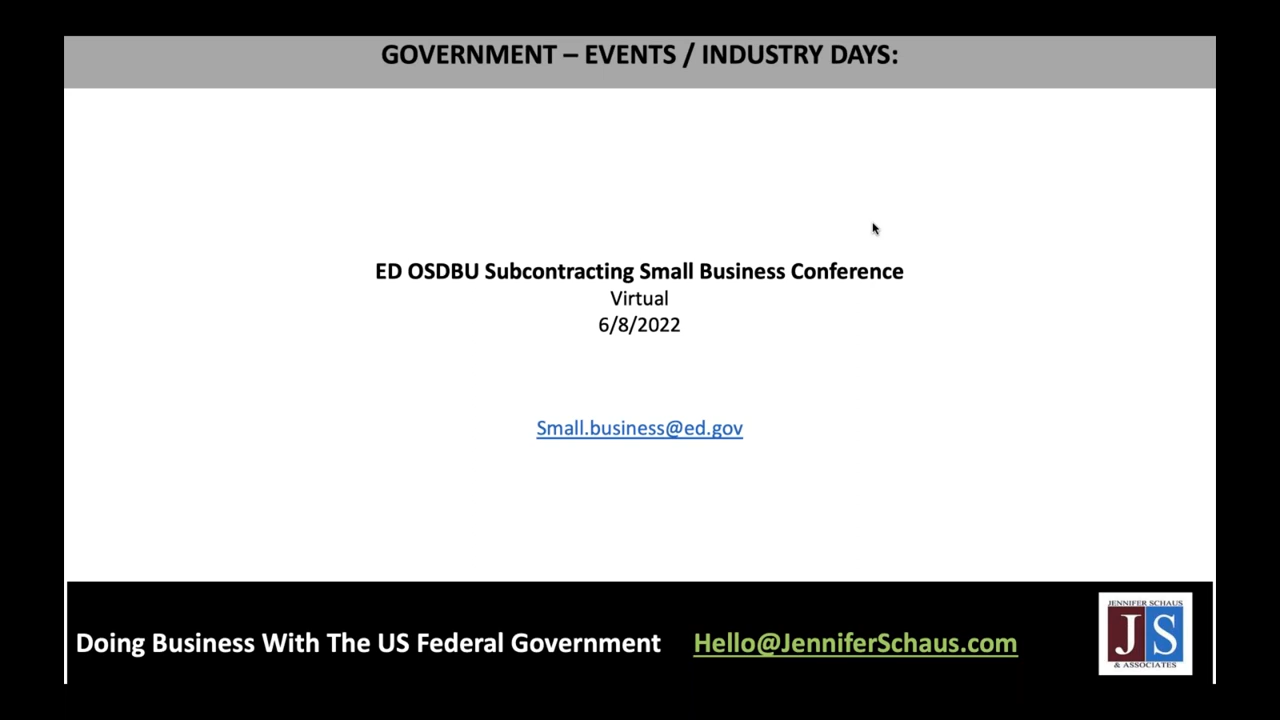 GOVERNMENT – EVENTS / INDUSTRY DAYS:
ED OSDBU Subcontracting Small Business Conference
Virtual
6/8/2022
Small.business@ed.gov
Doing Business With The US Federal Government Hello@JenniferSchaus.com
JENNIFER SCHAUS
JS
& ASSOCIATES